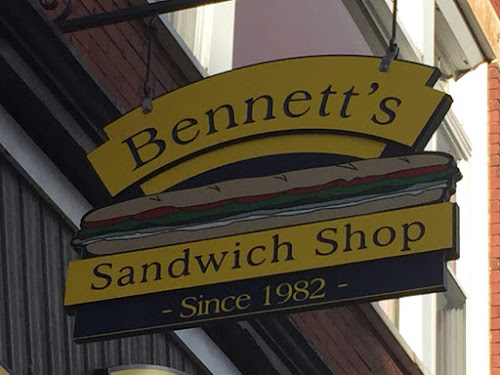 Bennett's
Sandwich Shop
- Since 1982 -